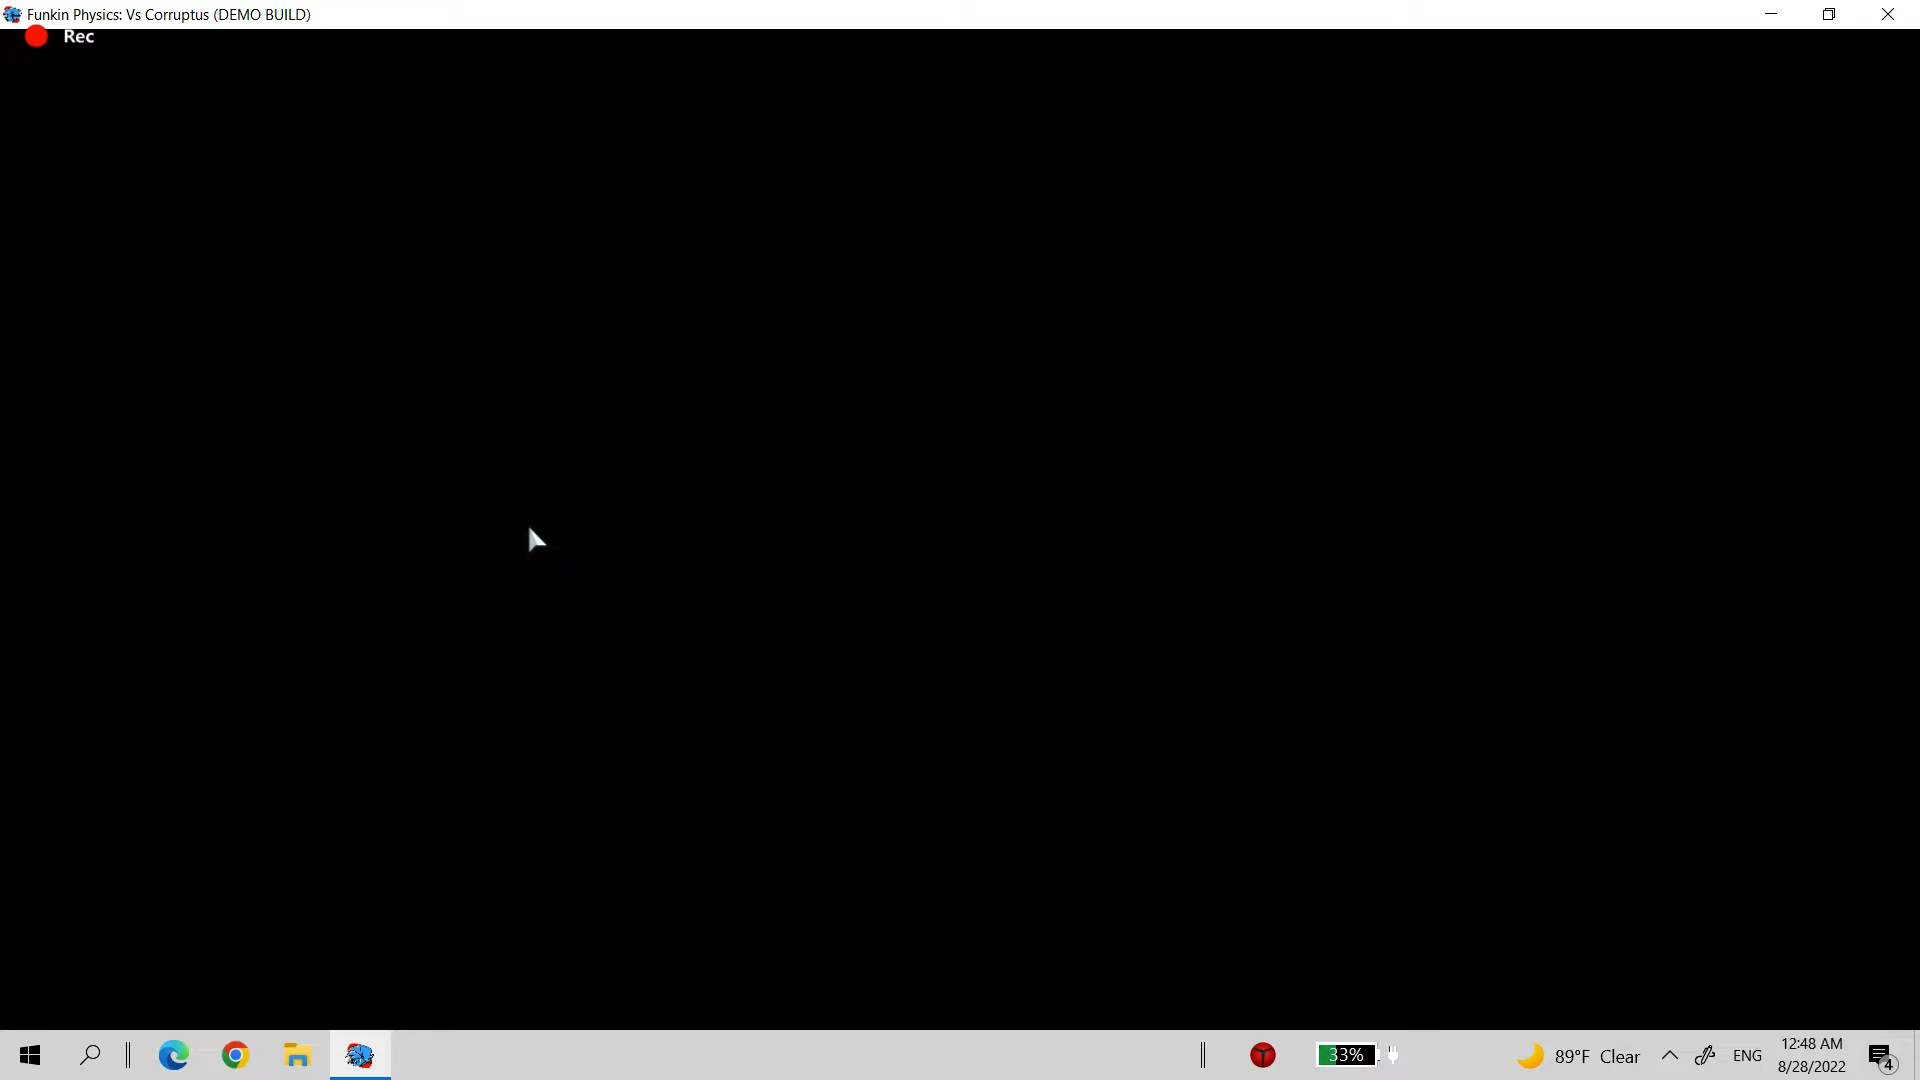 Funkin Physics: Vs Corruptus (DEMO BUILD)
Rec
33%
89°F Clear
ENG
12:48 AM
8/28/2022
4